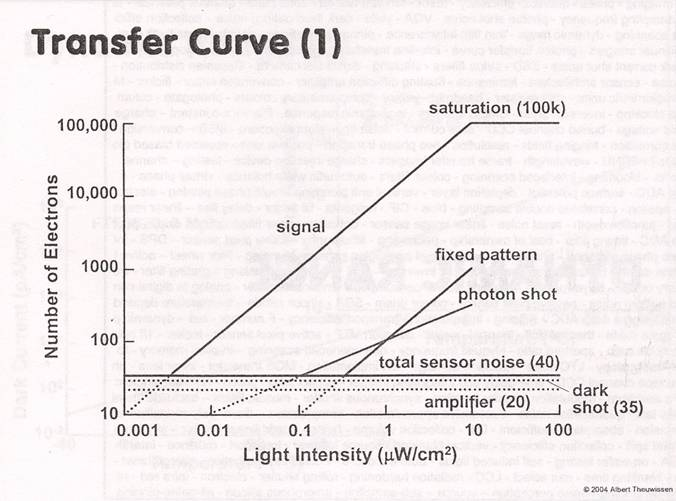 Transfer Curve (1)
saturation (100k)
100,000
10,000
signal
fixed pattern
1000
photon shot
Number of Electrons
100
total sensor noise (40)
dark
shot (35)
amplifier (20)
10
0.001 0.01 0.1 1 10 100
Light Intensity (μW/cm²)
© 2004 Albert Theuwissen